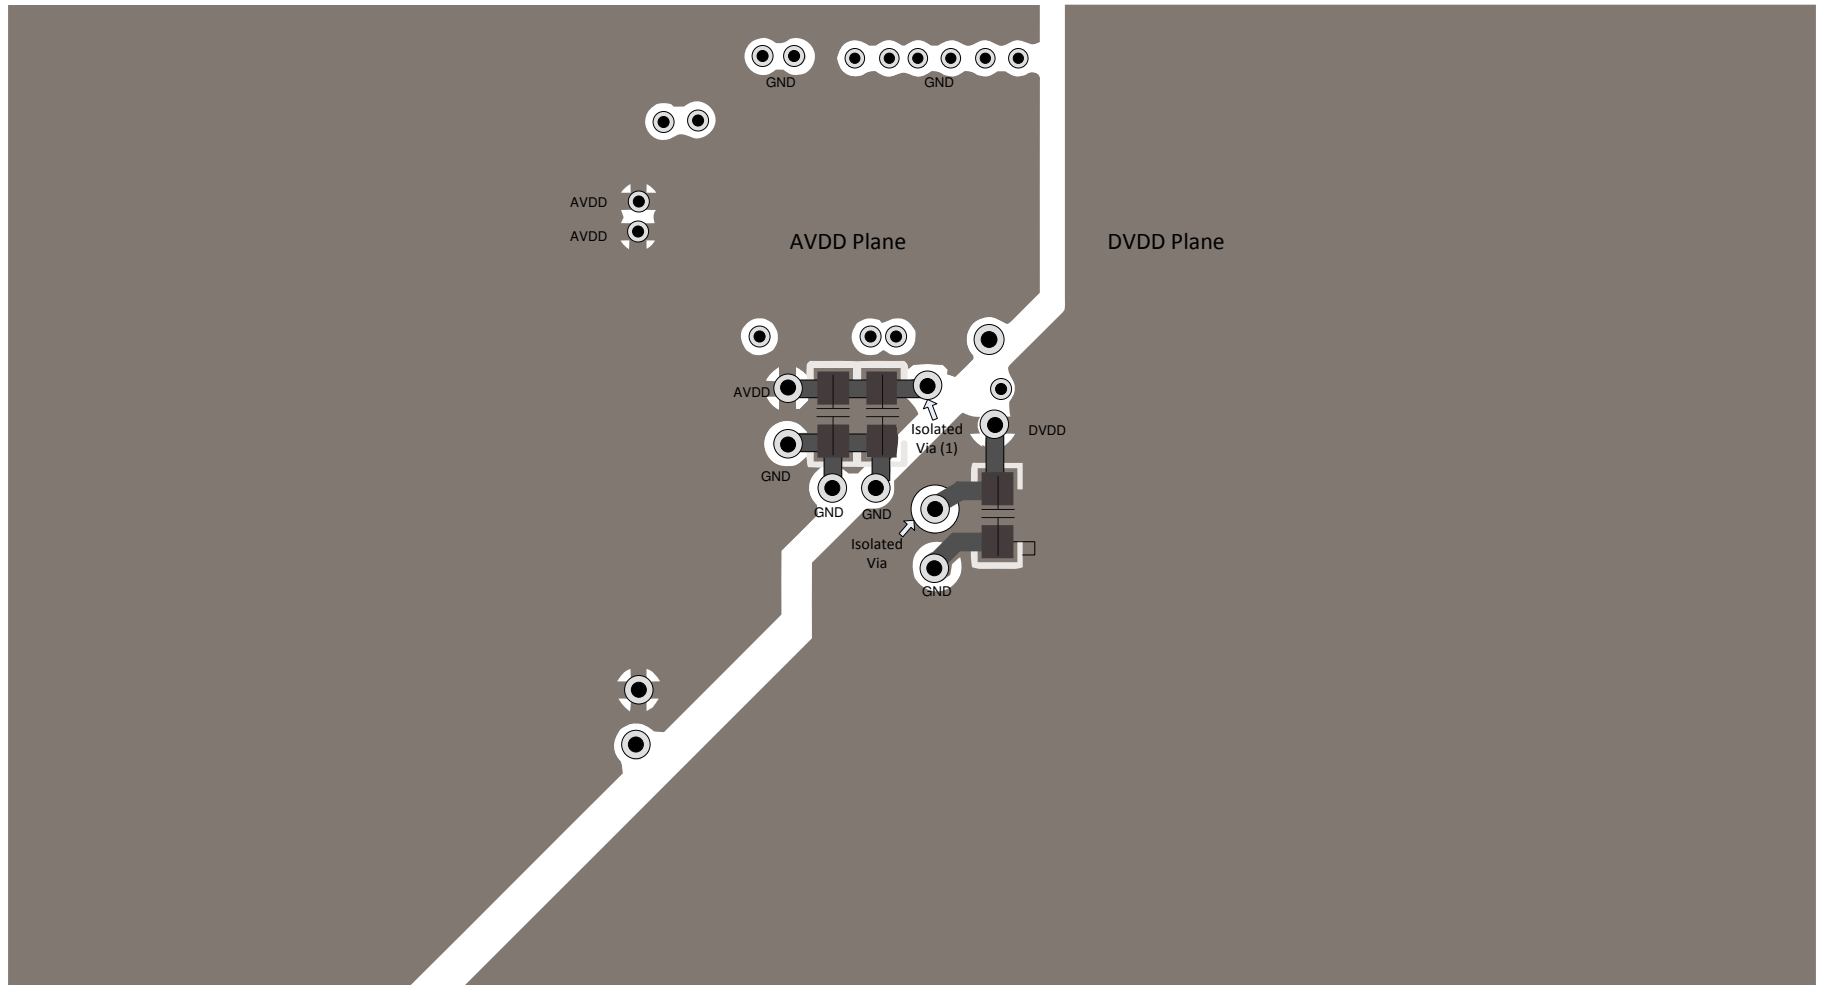 GND
GND
AVDD
AVDD
AVDD Plane
DVDD Plane
AVDD
Isolated
Via (1)
DVDD
GND
GND
GND
Isolated
Via
GND